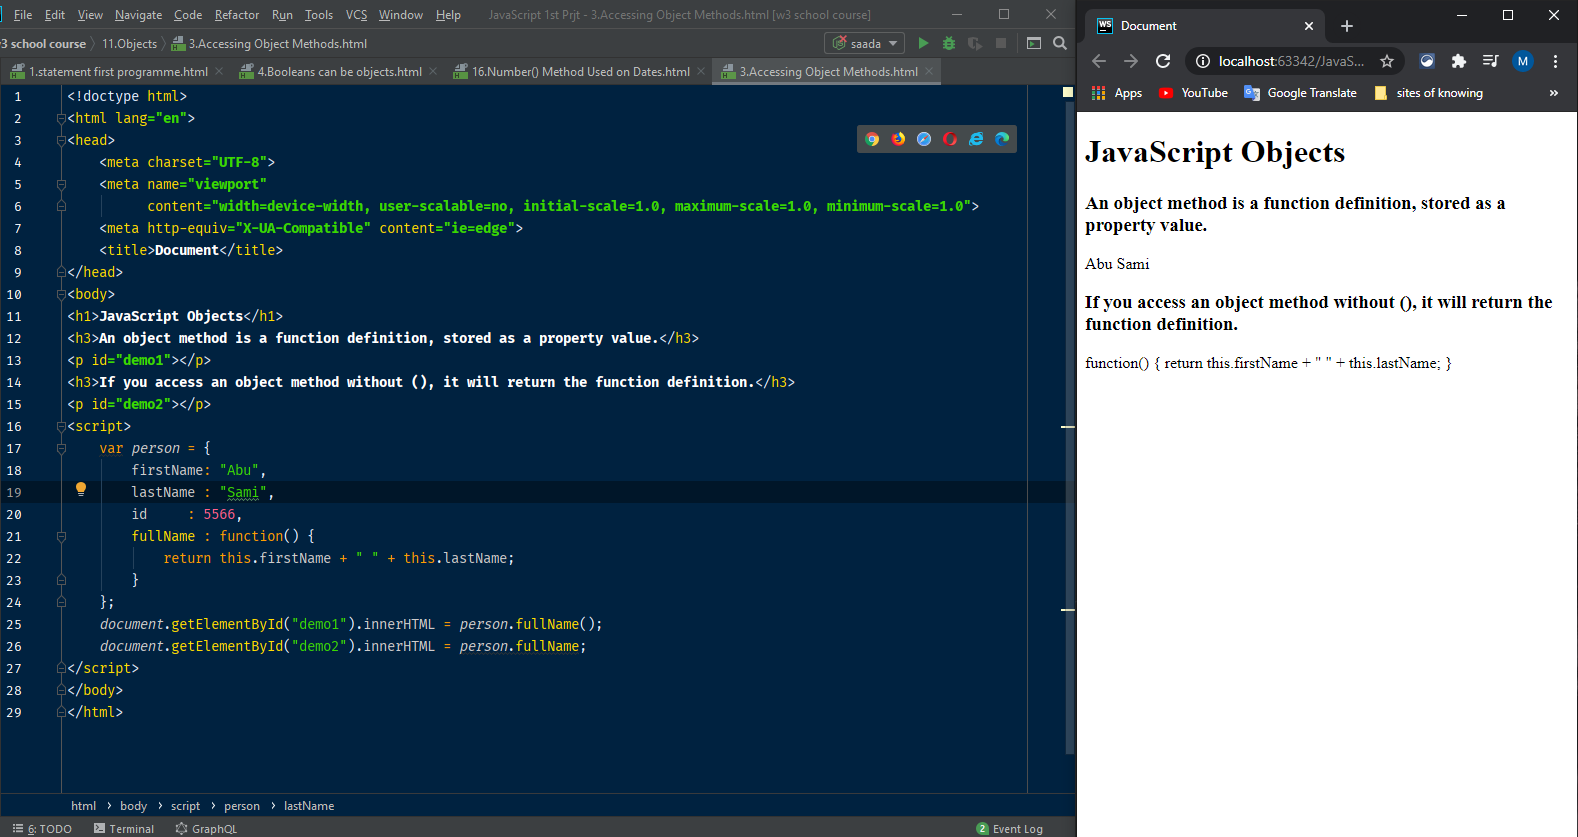 File Edit View Navigate Code Refactor Run Tools VCS Window Help JavaScript 1st Prjt - 3.Accessing Object Methods.html [w3 school course]
3 school course 11.Objects 3.Accessing Object Methods.html saada
1.statement first programme.html 4.Booleans can be objects.html 16.Number() Method Used on Dates.html 3.Accessing Object Methods.html
1 <!doctype html>
2 <html lang="en">
3 <head>
4 <meta charset="UTF-8">
5 <meta name="viewport"
6 content="width=device-width, user-scalable=no, initial-scale=1.0, maximum-scale=1.0, minimum-scale=1.0">
7 <meta http-equiv="X-UA-Compatible" content="ie=edge">
8 <title>Document</title>
9 </head>
10 <body>
11 <h1>JavaScript Objects</h1>
12 <h3>An object method is a function definition, stored as a property value.</h3>
13 <p id="demo1"></p>
14 <h3>If you access an object method without (), it will return the function definition.</h3>
15 <p id="demo2"></p>
16 <script>
17 var person = {
18 firstName: "Abu",
19 lastName : "Sami",
20 id : 5566,
21 fullName : function() {
22 return this.firstName + " " + this.lastName;
23 }
24 };
25 document.getElementById("demo1").innerHTML = person.fullName();
26 document.getElementById("demo2").innerHTML = person.fullName;
27 </script>
28 </body>
29 </html>
html body script person lastName
6: TODO Terminal GraphQL 2 Event Log
WS Document
localhost:63342/JavaS... M
Apps YouTube Google Translate sites of knowing »
JavaScript Objects
An object method is a function definition, stored as a
property value.
Abu Sami
If you access an object method without (), it will return the
function definition.
function() { return this.firstName + " " + this.lastName; }